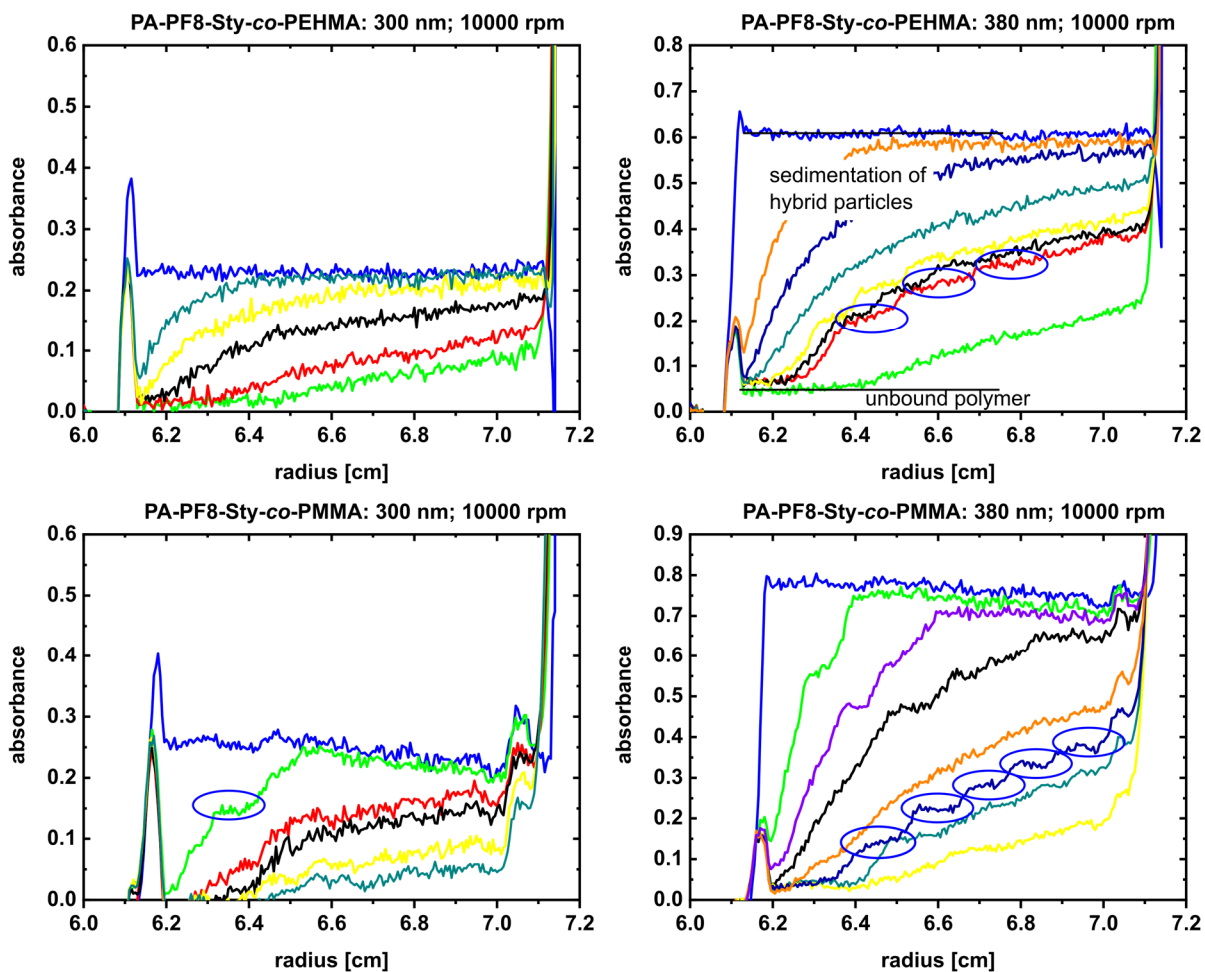 PA-PF8-Sty-co-PEHMA: 300 nm; 10000 rpm
0.6
0.5
0.4
0.3
0.2
0.1
0.0
absorbance
6.0 6.2 6.4 6.6 6.8 7.0 7.2
radius [cm]
PA-PF8-Sty-co-PEHMA: 380 nm; 10000 rpm
0.8
0.7
0.6
0.5
0.4
0.3
0.2
0.1
0.0
absorbance
sedimentation of
hybrid particles
unbound polymer
6.0 6.2 6.4 6.6 6.8 7.0 7.2
radius [cm]
PA-PF8-Sty-co-PMMA: 300 nm; 10000 rpm
0.6
0.5
0.4
0.3
0.2
0.1
0.0
absorbance
6.0 6.2 6.4 6.6 6.8 7.0 7.2
radius [cm]
PA-PF8-Sty-co-PMMA: 380 nm; 10000 rpm
0.9
0.8
0.7
0.6
0.5
0.4
0.3
0.2
0.1
0.0
absorbance
6.0 6.2 6.4 6.6 6.8 7.0 7.2
radius [cm]